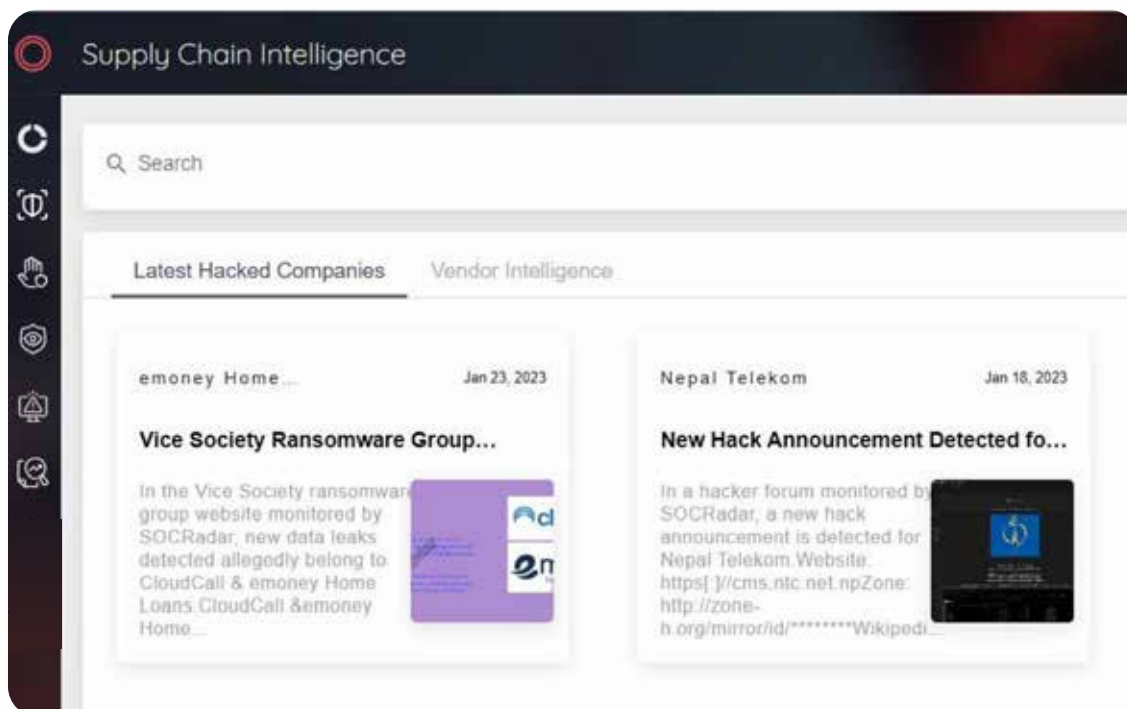 Supply Chain Intelligence
Search
Latest Hacked Companies
Vendor Intelligence
emoney Home...
Jan 23, 2023
Vice Society Ransomware Group...
In the Vice Society ransomwar
group website monitored by
SOCRadar, new data leaks
detected allegedly belong to
CloudCall & emoney Home
Loans.CloudCall &emoney
Home...
cl
em
Nepal Telekom
Jan 18, 2023
New Hack Announcement Detected fo...
In a hacker forum monitored by
SOCRadar, a new hack
announcement is detected for
Nepal Telekom.Website:
https[:]//cms.ntc.net.npZone:
http://zone-
h.org/mirror/id/********Wikipedi...